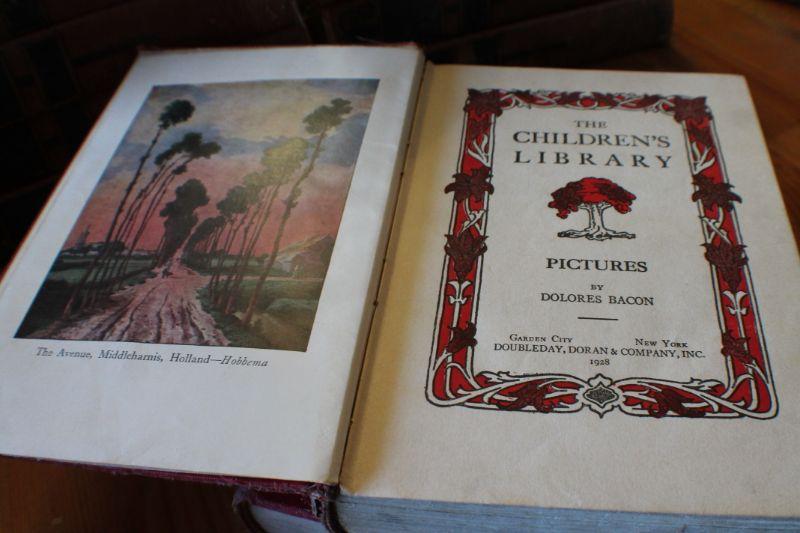 The Avenue, Middleharnis, Holland—Hobbema
THE
CHILDREN'S
LIBRARY
PICTURES
BY
DOLORES BACON
GARDEN CITY NEW YORK
DOUBLEDAY, DORAN & COMPANY, INC.
1928